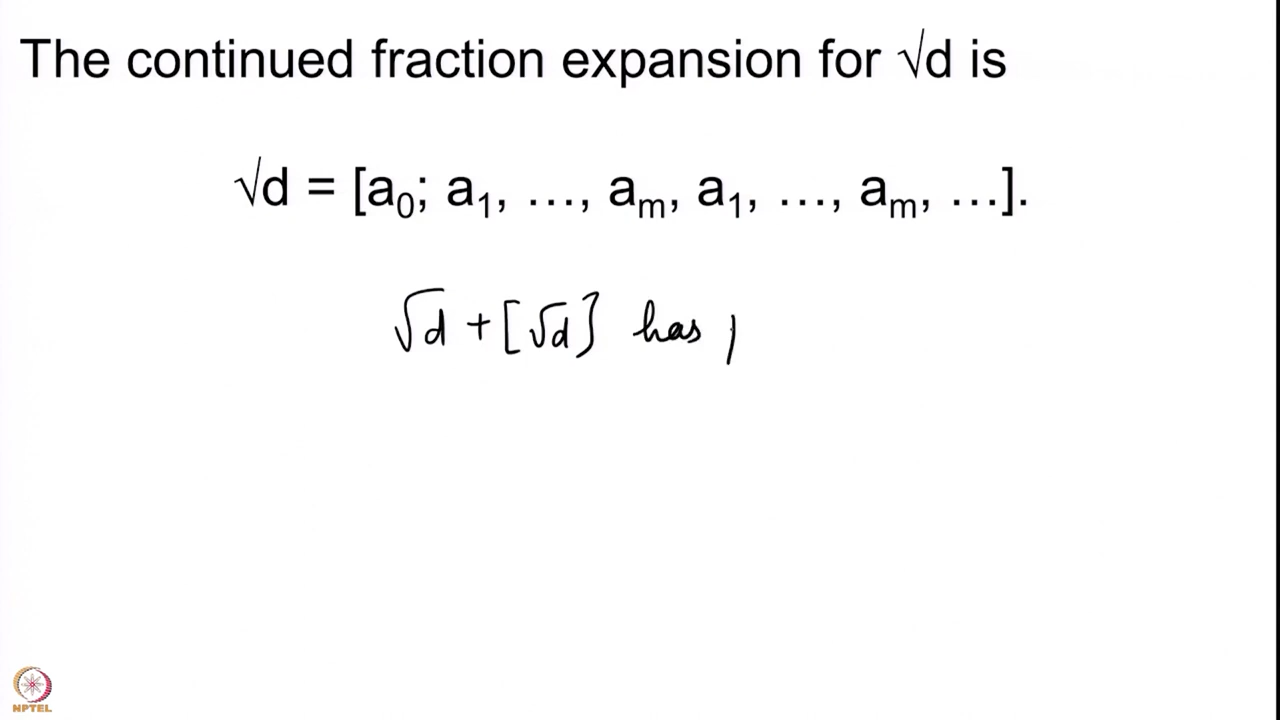 The continued fraction expansion for √d is
√d = [a₀; a₁, …, aₘ, a₁, …, aₘ, …].
√d + [√d] has p
NPTEL